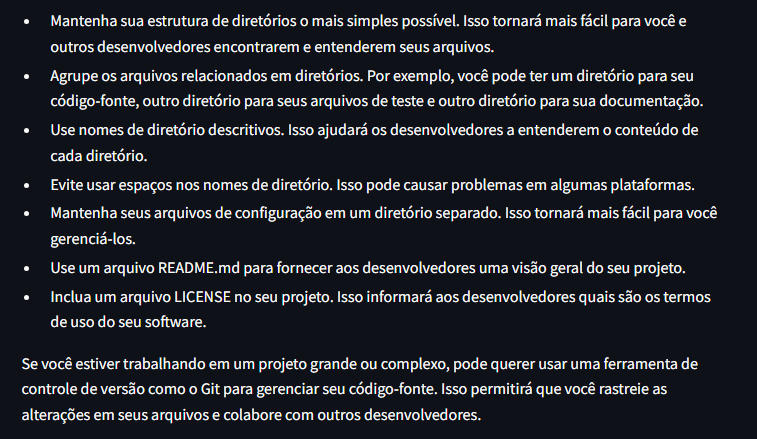 • Mantenha sua estrutura de diretórios o mais simples possível. Isso tornará mais fácil para você e
outros desenvolvedores encontrarem e entenderem seus arquivos.
• Agrupe os arquivos relacionados em diretórios. Por exemplo, você pode ter um diretório para seu
código-fonte, outro diretório para seus arquivos de teste e outro diretório para sua documentação.
• Use nomes de diretório descritivos. Isso ajudará os desenvolvedores a entenderem o conteúdo de
cada diretório.
• Evite usar espaços nos nomes de diretório. Isso pode causar problemas em algumas plataformas.
• Mantenha seus arquivos de configuração em um diretório separado. Isso tornará mais fácil para você
gerenciá-los.
• Use um arquivo README.md para fornecer aos desenvolvedores uma visão geral do seu projeto.
• Inclua um arquivo LICENSE no seu projeto. Isso informará aos desenvolvedores quais são os termos
de uso do seu software.
Se você estiver trabalhando em um projeto grande ou complexo, pode querer usar uma ferramenta de
controle de versão como o Git para gerenciar seu código-fonte. Isso permitirá que você rastreie as
alterações em seus arquivos e colabore com outros desenvolvedores.